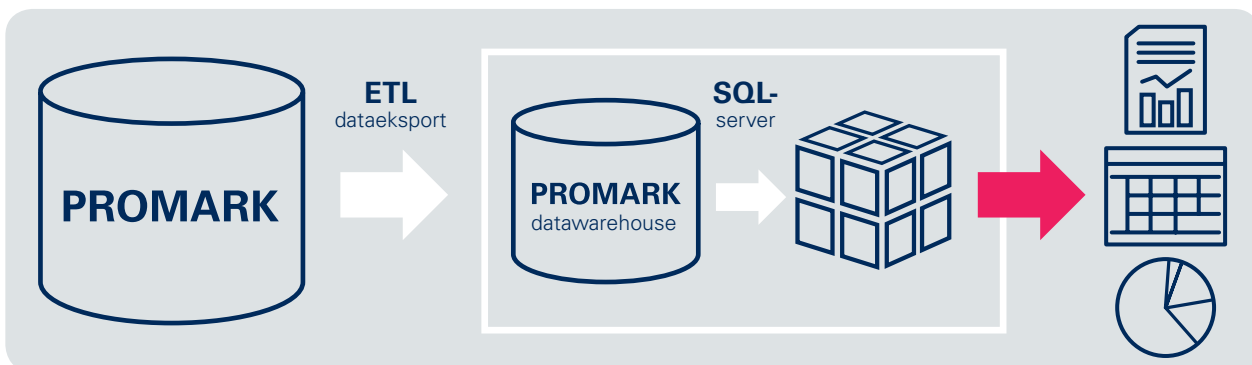 PROMARK
ETL
dataeksport
PROMARK
datawarehouse
SQL-
server